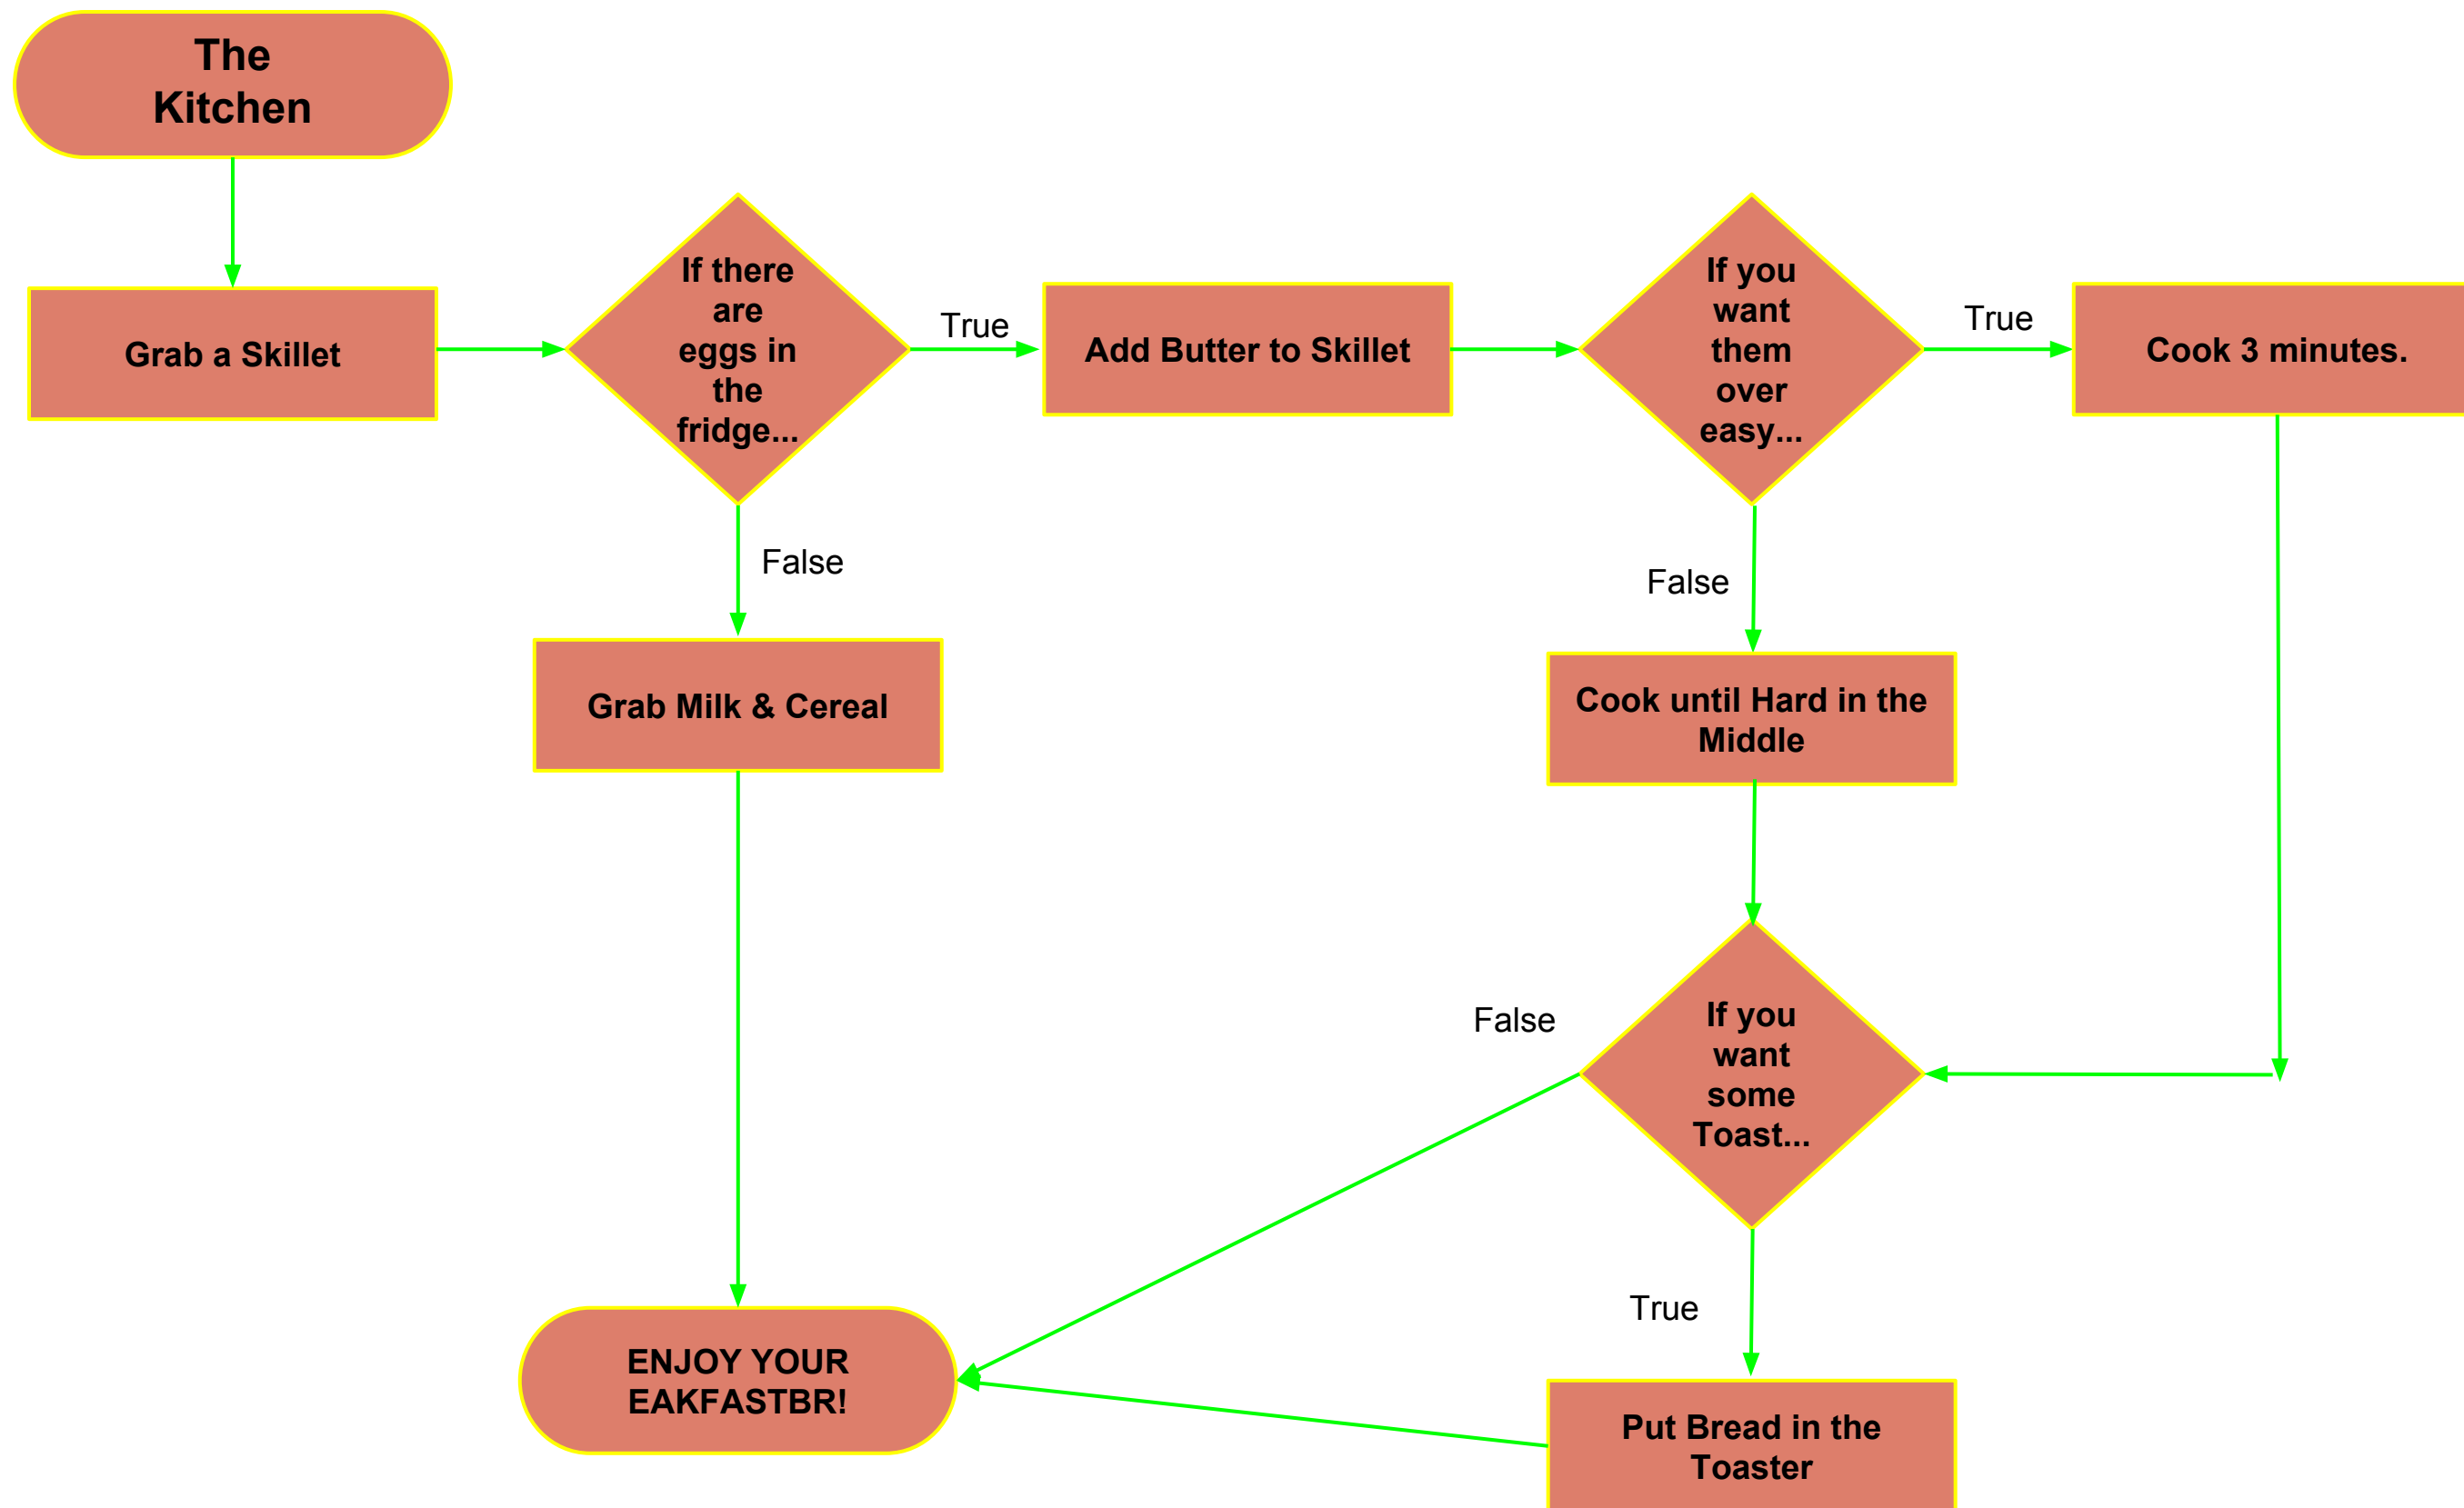 The
Kitchen
Grab a Skillet
If there
are
eggs in
the
fridge...
True
Add Butter to Skillet
If you
want
them
over
easy...
True
Cook 3 minutes.
False
Grab Milk & Cereal
False
Cook until Hard in the
Middle
False
If you
want
some
Toast...
True
ENJOY YOUR
EAKFASTBR!
Put Bread in the
Toaster